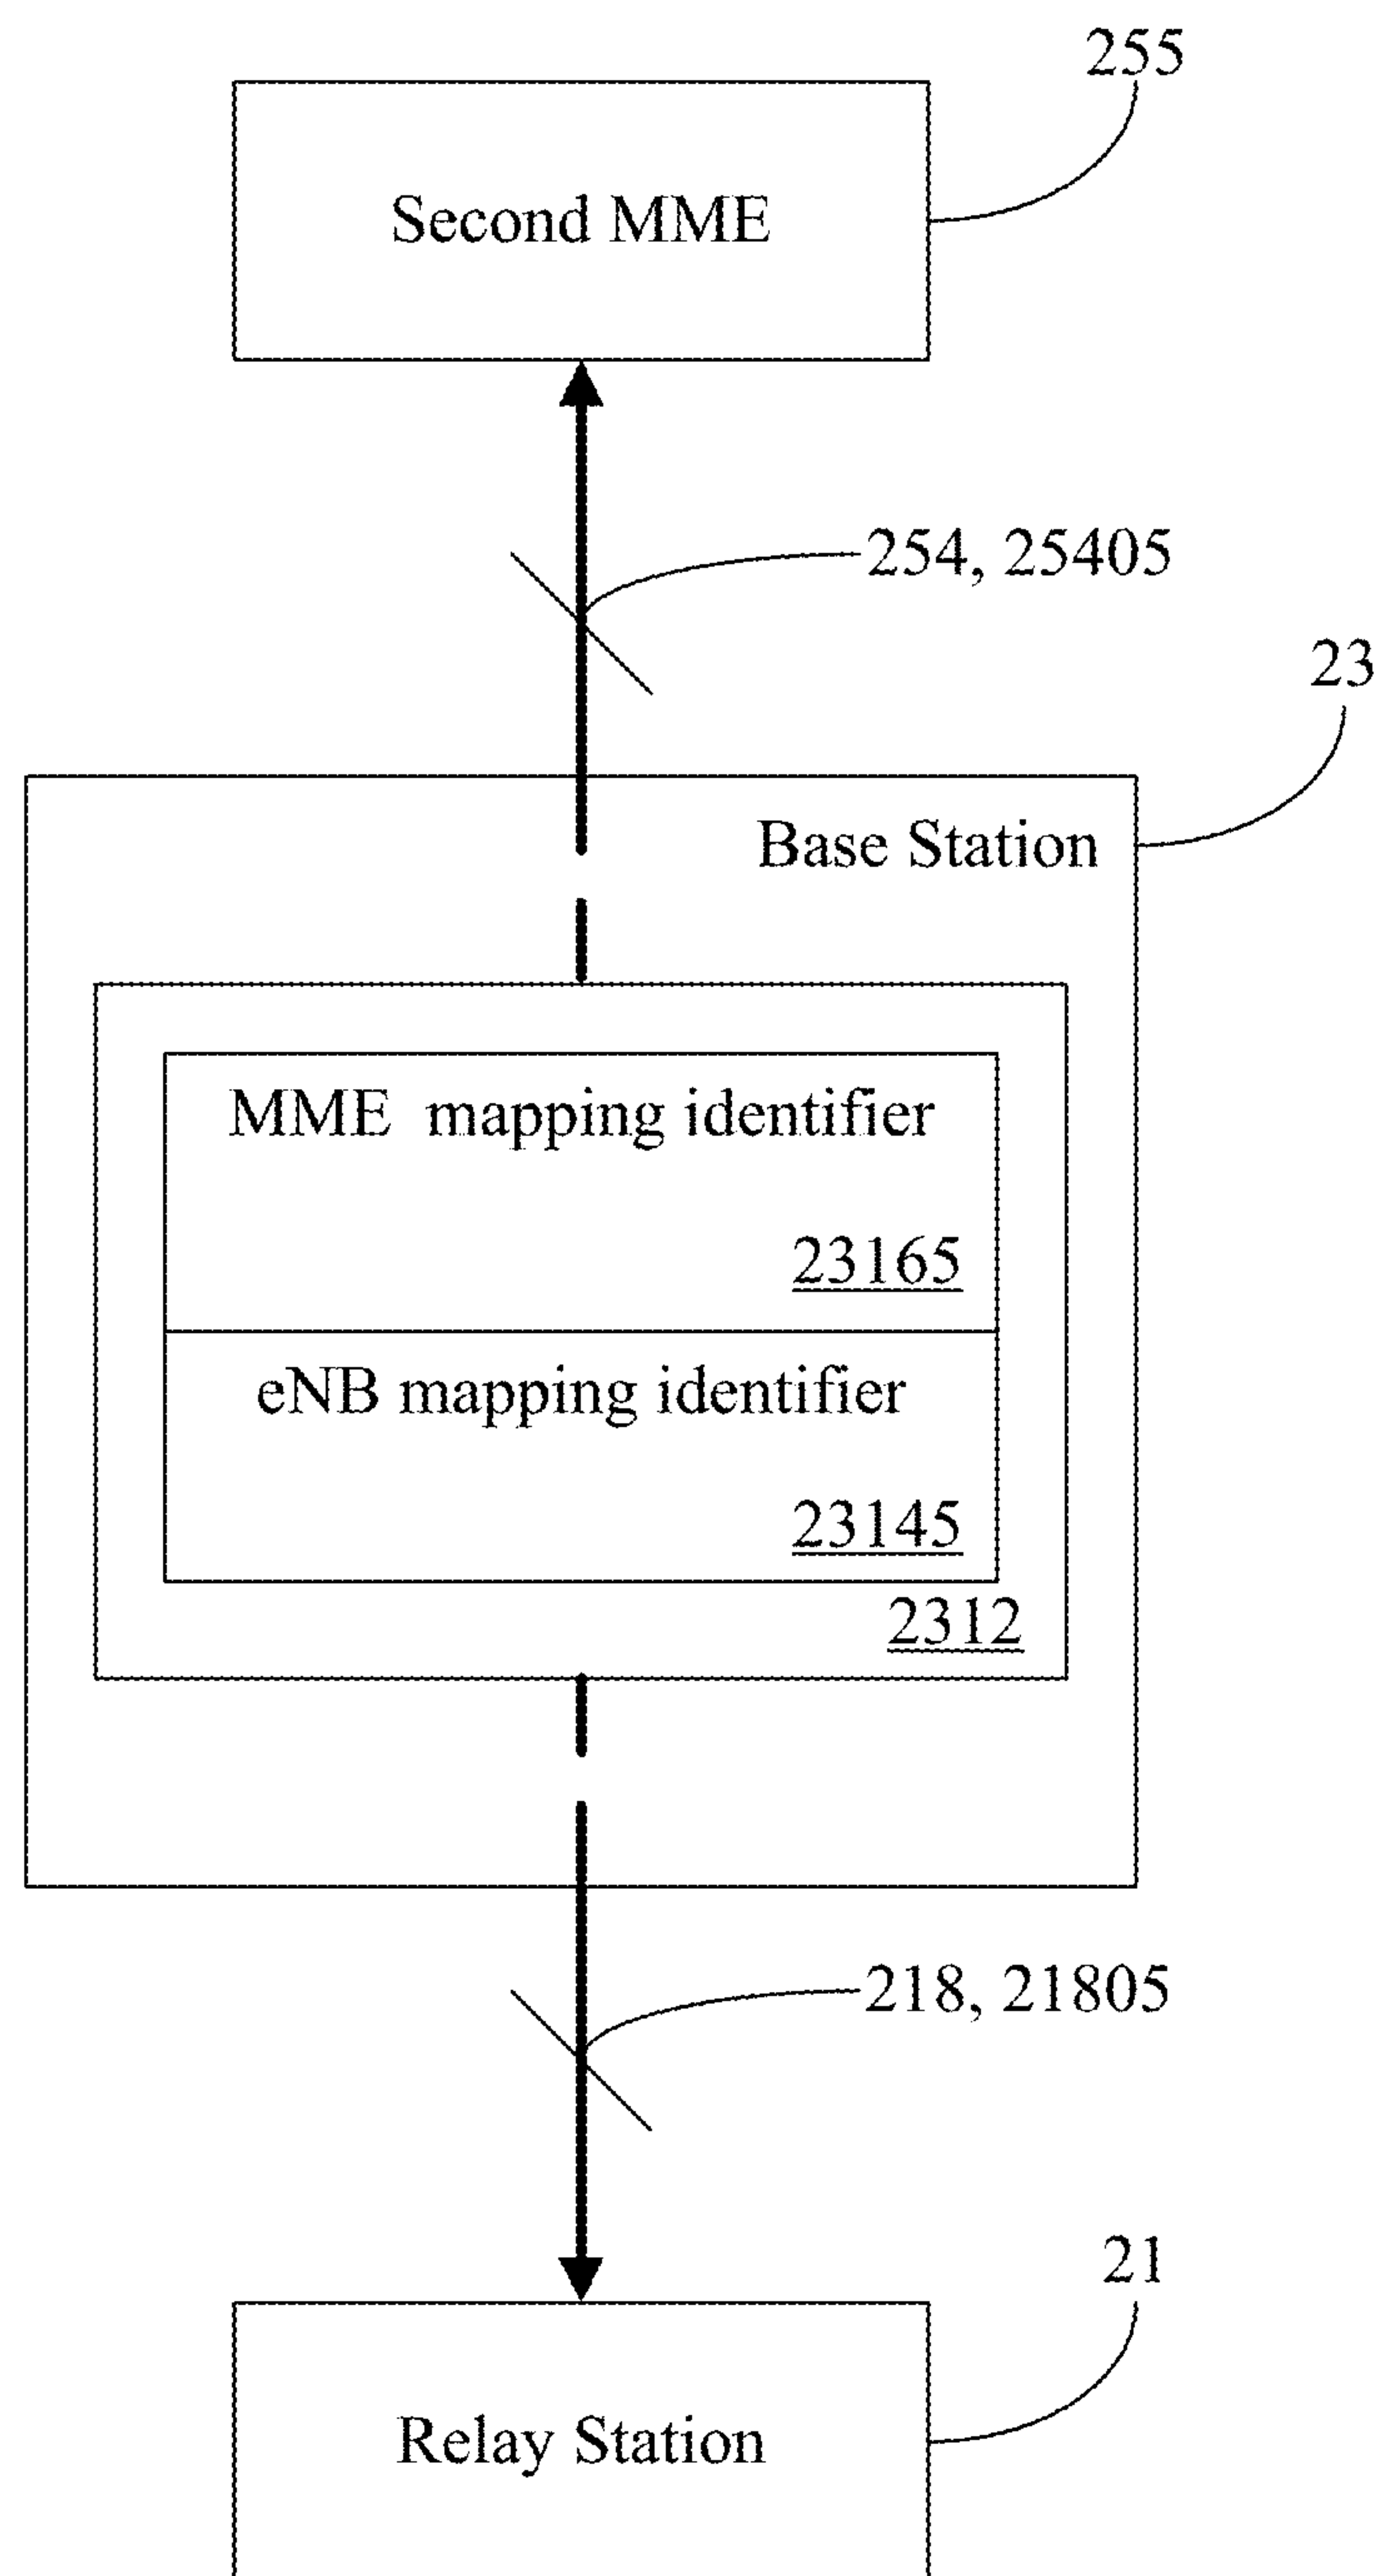 255
Second MME
254, 25405
23
Base Station
MME mapping identifier
23165
eNB mapping identifier
23145
2312
218, 21805
21
Relay Station